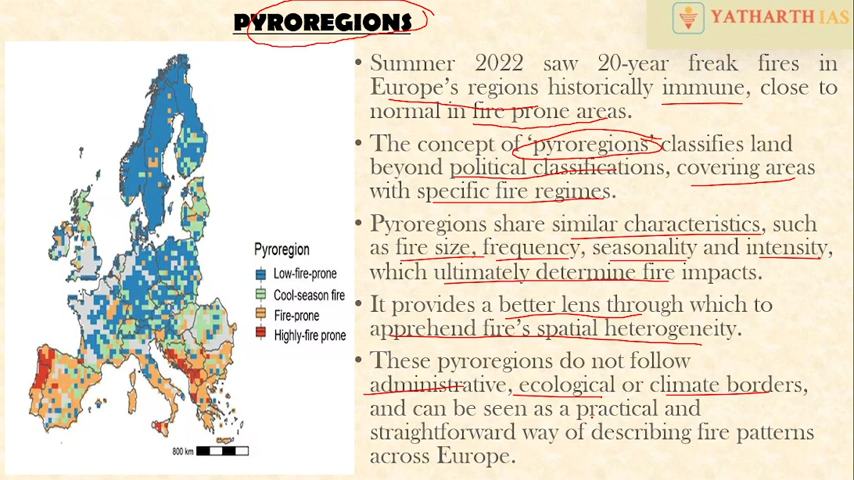 PYROREGIONS
YATHARTH IAS
• Summer 2022 saw 20-year freak fires in
Europe's regions historically immune, close to
normal in fire prone areas.
• The concept of 'pyroregions' classifies land
beyond political classifications, covering areas
with specific fire regimes.
• Pyroregions share similar characteristics, such
as fire size, frequency, seasonality and intensity,
which ultimately determine fire impacts.
• It provides a better lens through which to
apprehend fire's spatial heterogeneity.
• These pyroregions do not follow
administrative, ecological or climate borders,
and can be seen as a practical and
straightforward way of describing fire patterns
across Europe.
Pyroregion
Low-fire-prone
Cool-season fire
Fire-prone
Highly-fire prone
800 km